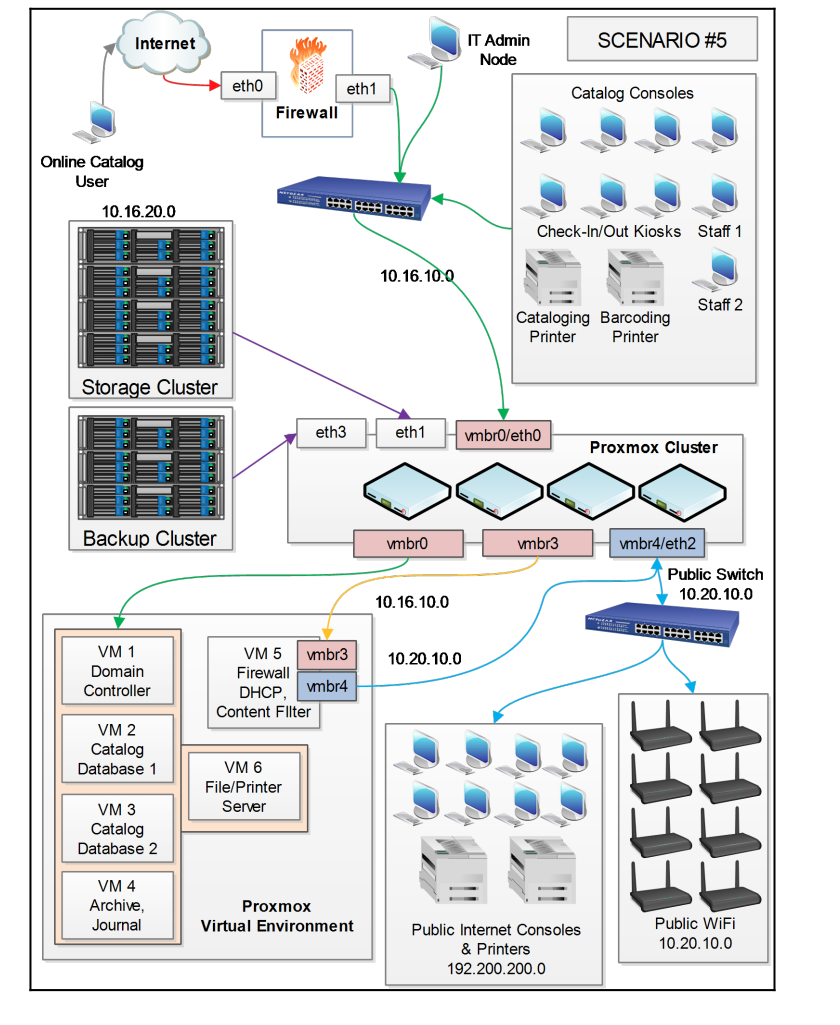 SCENARIO #5
Internet
IT Admin
Node
eth0
eth1
Firewall
Online Catalog
User
Catalog Consoles
Check-In/Out Kiosks
Staff 1
Staff 2
Cataloging
Printer
Barcoding
Printer
10.16.20.0
NETGEAR
10.16.10.0
Storage Cluster
Backup Cluster
eth3
eth1
vmbr0/eth0
Proxmox Cluster
vmbr0
vmbr3
vmbr4/eth2
Public Switch
10.20.10.0
10.16.10.0
10.20.10.0
VM 1
Domain
Controller
VM 2
Catalog
Database 1
VM 3
Catalog
Database 2
VM 4
Archive,
Journal
VM 5
Firewall
DHCP,
Content FIlter
vmbr3
vmbr4
VM 6
File/Printer
Server
Proxmox
Virtual Environment
NETGEAR
Public Internet Consoles
& Printers
192.200.200.0
Public WiFi
10.20.10.0